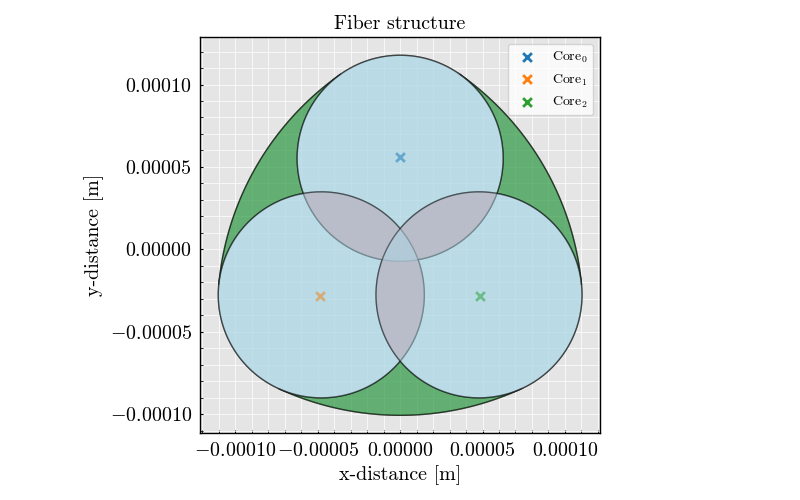 Fiber structure
Core₀
Core₁
Core₂
0.00010
0.00005
0.00000
−0.00005
−0.00010
y-distance [m]
−0.00010 −0.00005 0.00000 0.00005 0.00010
x-distance [m]